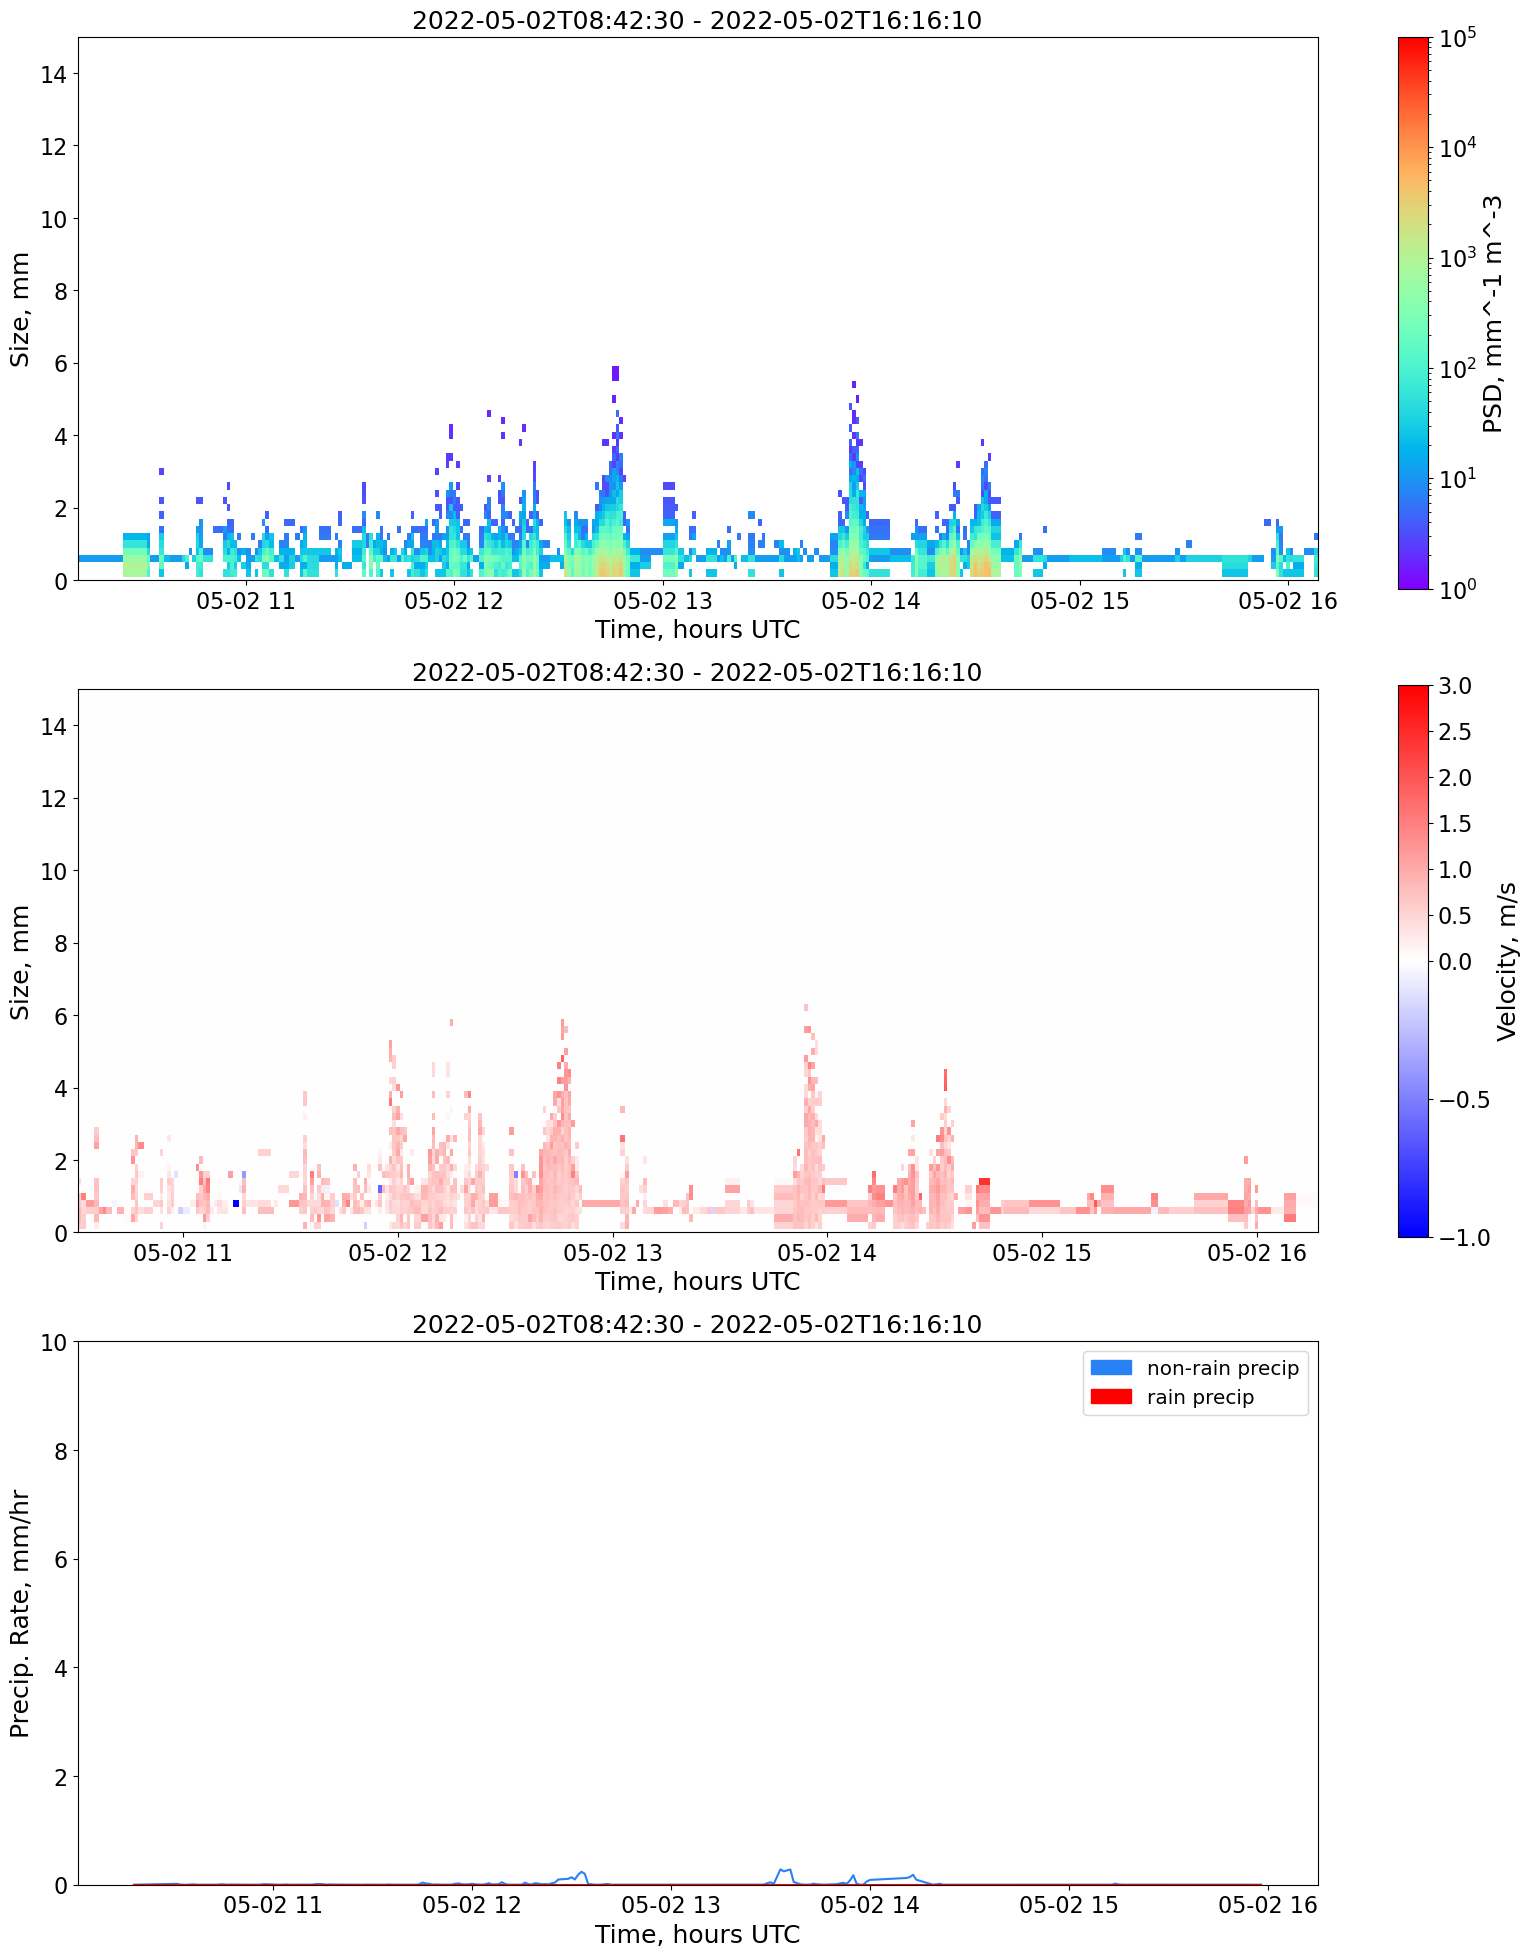 2022-05-02T08:42:30 - 2022-05-02T16:16:10
14
12
10
8
6
4
2
0
Size, mm
05-02 11 05-02 12 05-02 13 05-02 14 05-02 15 05-02 16
Time, hours UTC
10^5
10^4
10^3
10^2
10^1
10^0
PSD, mm^-1 m^-3
2022-05-02T08:42:30 - 2022-05-02T16:16:10
14
12
10
8
6
4
2
0
Size, mm
05-02 11 05-02 12 05-02 13 05-02 14 05-02 15 05-02 16
Time, hours UTC
3.0
2.5
2.0
1.5
1.0
0.5
0.0
−0.5
−1.0
Velocity, m/s
2022-05-02T08:42:30 - 2022-05-02T16:16:10
10
8
6
4
2
0
Precip. Rate, mm/hr
non-rain precip
rain precip
05-02 11 05-02 12 05-02 13 05-02 14 05-02 15 05-02 16
Time, hours UTC